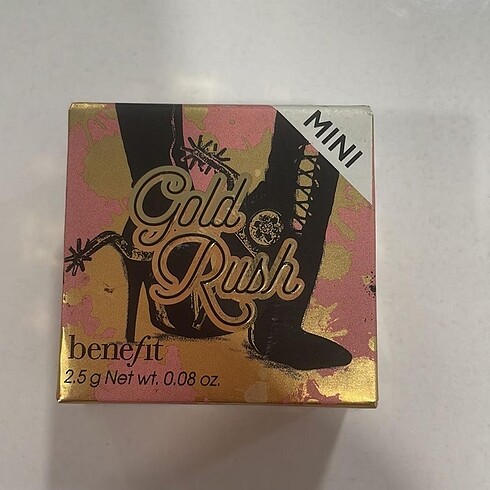 MINI
Gold
Rush
benefit
2.5 g Net wt. 0.08 oz.